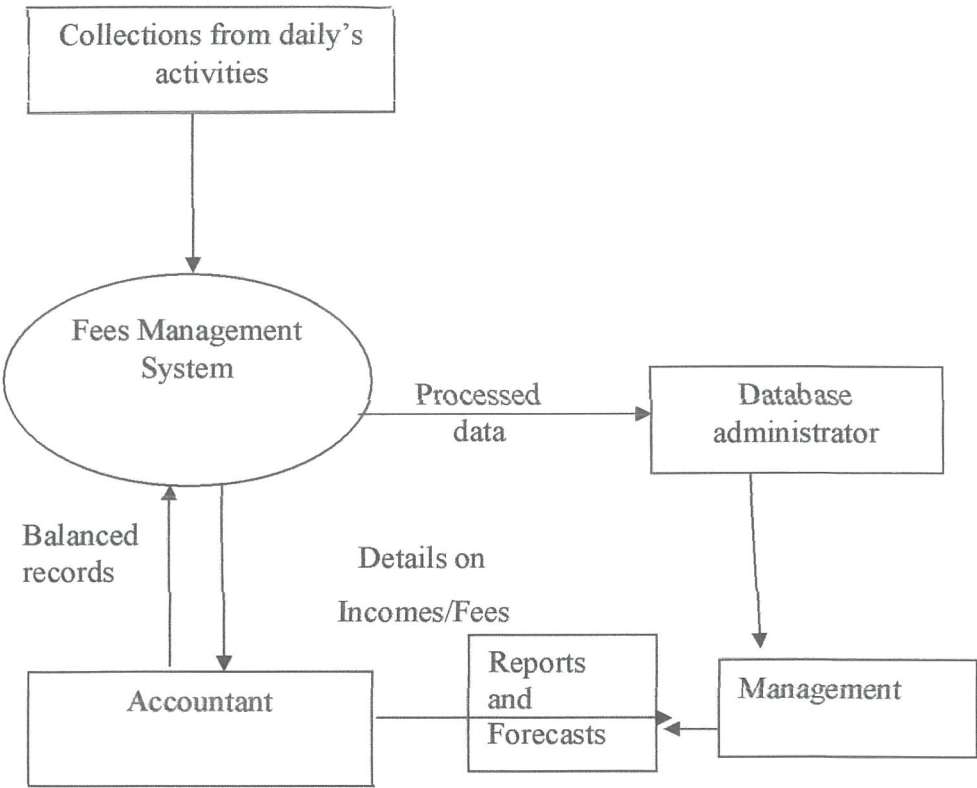 Collections from daily's
activities
Fees Management
System
Processed
data
Database
administrator
Balanced
records
Details on
Incomes/Fees
Accountant
Reports
and
Forecasts
Management